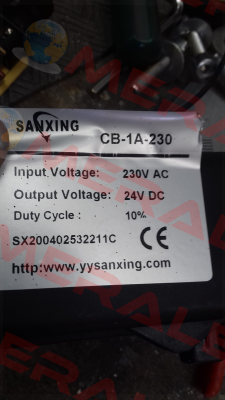 SANXING
CB-1A-230
Input Voltage: 230V AC
Output Voltage: 24V DC
Duty Cycle : 10%
SX200402532211C CE
http:www.yysanxing.com